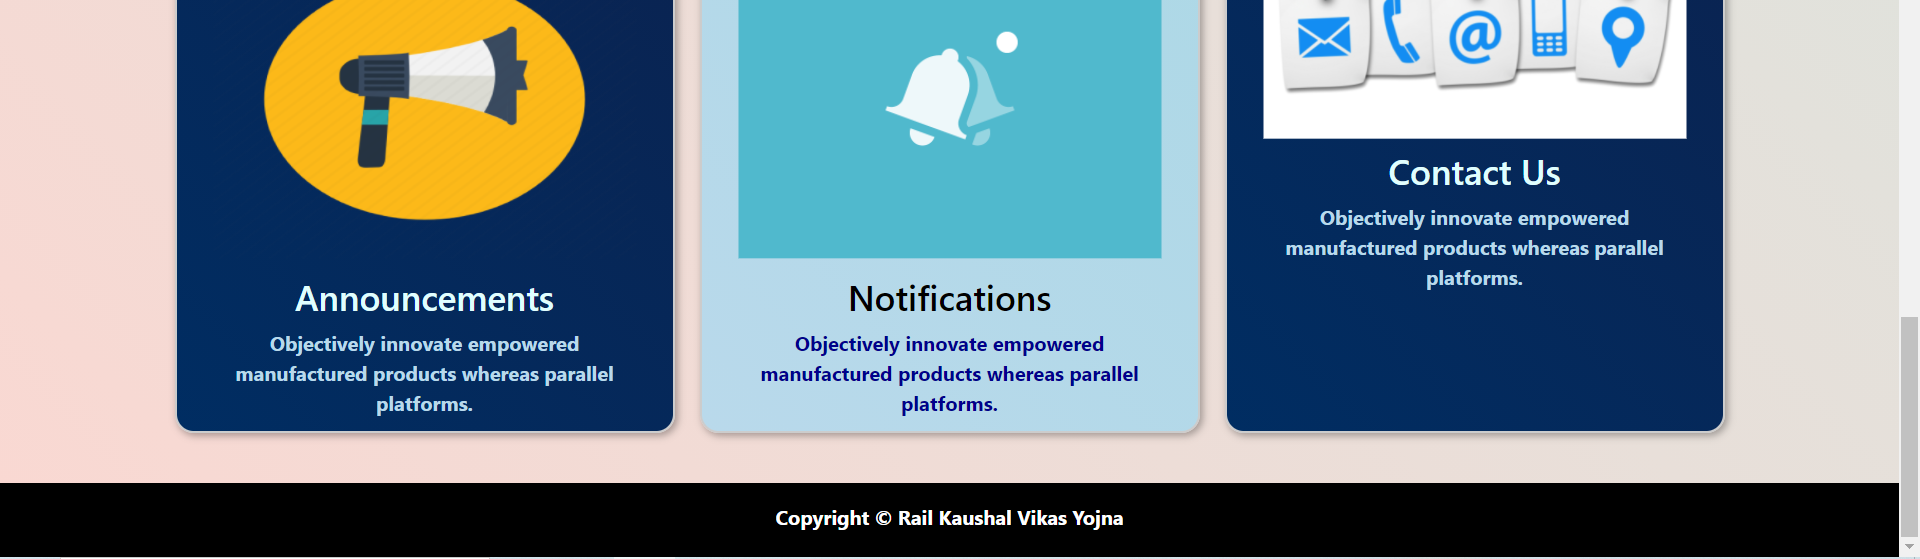 @
Announcements
Objectively innovate empowered
manufactured products whereas parallel
platforms.
Notifications
Objectively innovate empowered
manufactured products whereas parallel
platforms.
Contact Us
Objectively innovate empowered
manufactured products whereas parallel
platforms.
Copyright © Rail Kaushal Vikas Yojna